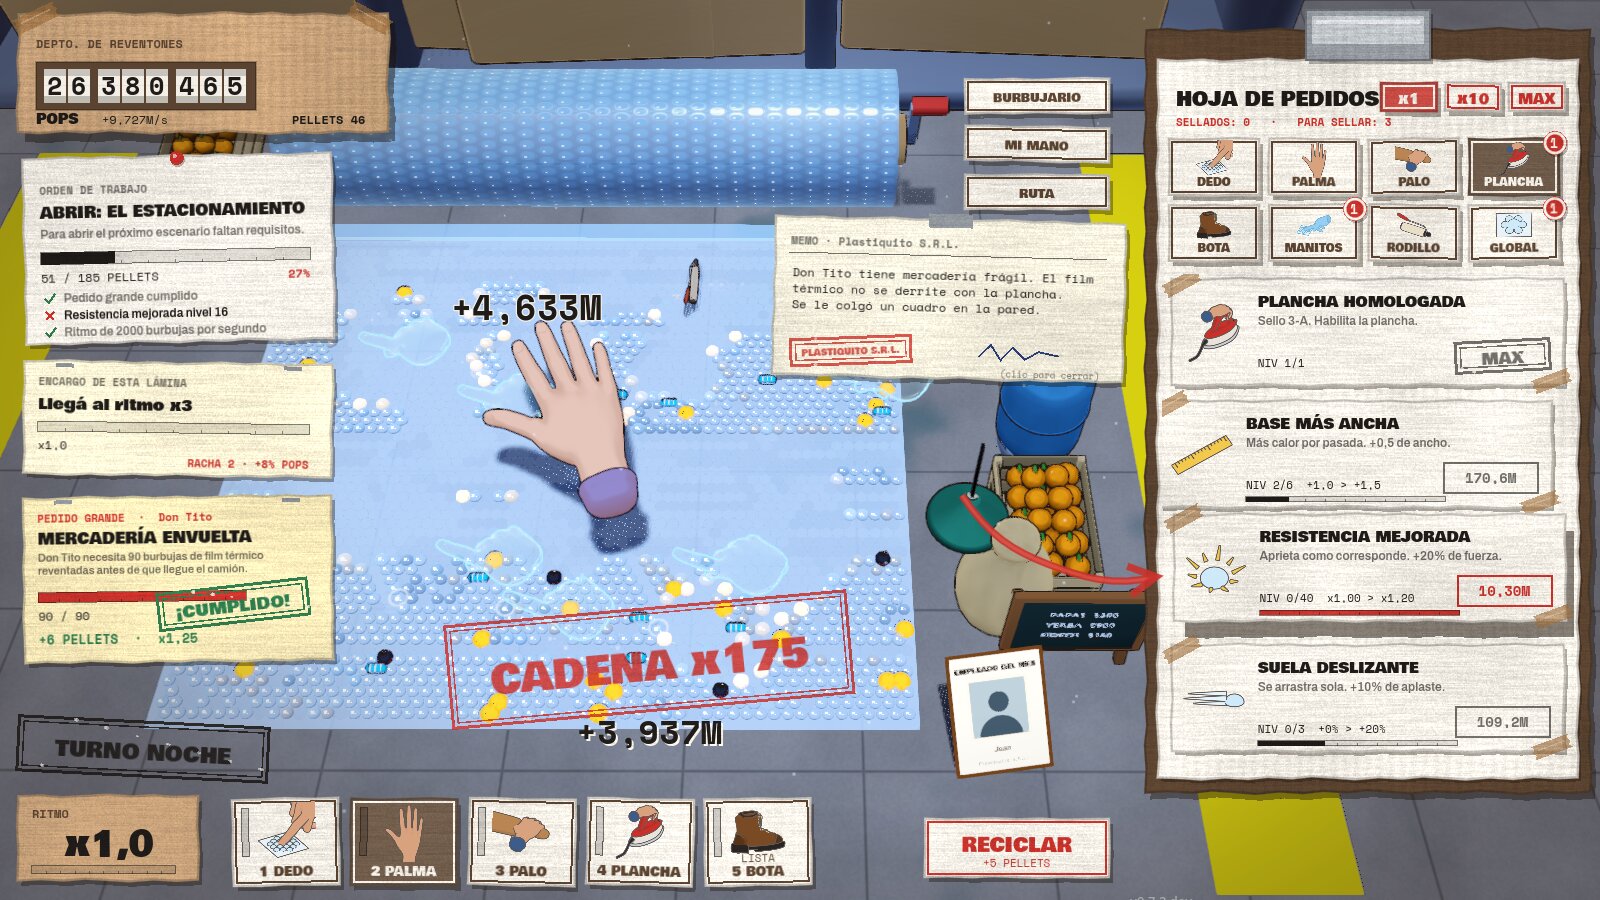 DEPTO. DE REVENTONES
26 380 465
POPS +9,727M/s PELLETS 46
ORDEN DE TRABAJO
ABRIR: EL ESTACIONAMIENTO
Para abrir el próximo escenario faltan requisitos.
51 / 185 PELLETS 27%
Pedido grande cumplido
Resistencia mejorada nivel 16
Ritmo de 2000 burbujas por segundo
ENCARGO DE ESTA LÁMINA
Llegá al ritmo x3
x1,0
RACHA 2 · +8% POPS
PEDIDO GRANDE · Don Tito
MERCADERÍA ENVUELTA
Don Tito necesita 90 burbujas de film térmico
reventadas antes de que llegue el camión.
¡CUMPLIDO!
90 / 90
+6 PELLETS · x1,25
TURNO NOCHE
RITMO
x1,0
1 DEDO
2 PALMA
3 PALO
4 PLANCHA
LISTA
5 BOTA
+4,633M
CADENA x175
+3,937M
BURBUJARIO
MI MANO
RUTA
MEMO · Plastiquito S.R.L.
Don Tito tiene mercadería frágil. El film
térmico no se derrite con la plancha.
Se le colgó un cuadro en la pared.
PLASTIQUITO S.R.L.
(clic para cerrar)
EMPLEADO DEL MES
Juan
RECICLAR
+5 PELLETS
HOJA DE PEDIDOS x1 x10 MAX
SELLADOS: 0 · PARA SELLAR: 3
DEDO
PALMA
PALO
PLANCHA 1
BOTA
MANITOS 1
RODILLO
GLOBAL 1
PLANCHA HOMOLOGADA
Sello 3-A. Habilita la plancha.
NIV 1/1
MAX
BASE MÁS ANCHA
Más calor por pasada. +0,5 de ancho.
NIV 2/6 +1,0 > +1,5
170,6M
RESISTENCIA MEJORADA
Aprieta como corresponde. +20% de fuerza.
NIV 0/40 x1,00 > x1,20
10,30M
SUELA DESLIZANTE
Se arrastra sola. +10% de aplaste.
NIV 0/3 +0% > +20%
109,2M